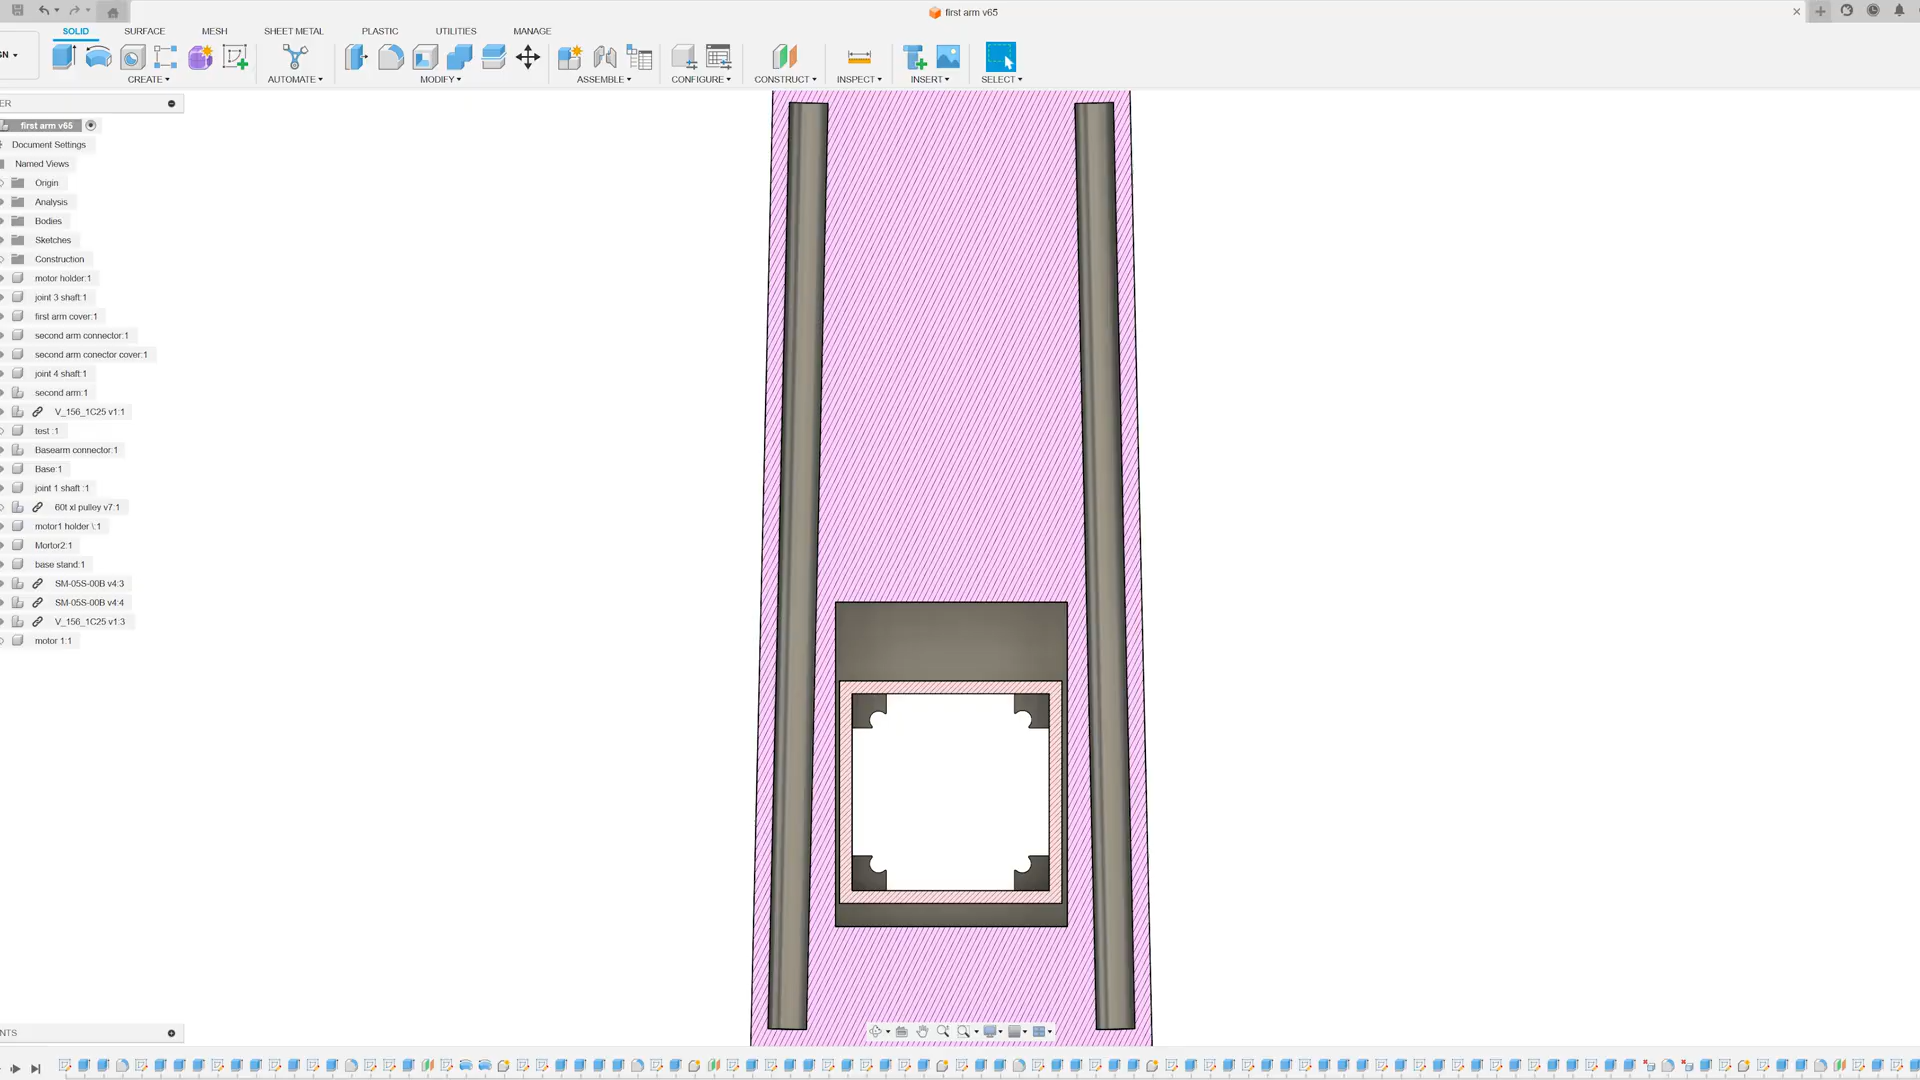 first arm v65
SOLID
SURFACE
MESH
SHEET METAL
PLASTIC
UTILITIES
MANAGE
GN
CREATE
AUTOMATE
MODIFY
ASSEMBLE
CONFIGURE
CONSTRUCT
INSPECT
INSERT
SELECT
ER
first arm v65
Document Settings
Named Views
Origin
Analysis
Bodies
Sketches
Construction
motor holder:1
joint 3 shaft:1
first arm cover:1
second arm connector:1
second arm conector cover:1
joint 4 shaft:1
second arm:1
V_156_1C25 v1:1
test :1
Basearm connector:1
Base:1
joint 1 shaft :1
60t xl pulley v7:1
motor1 holder \:1
Mortor2:1
base stand:1
SM-05S-00B v4:3
SM-05S-00B v4:4
V_156_1C25 v1:3
motor 1:1
NTS